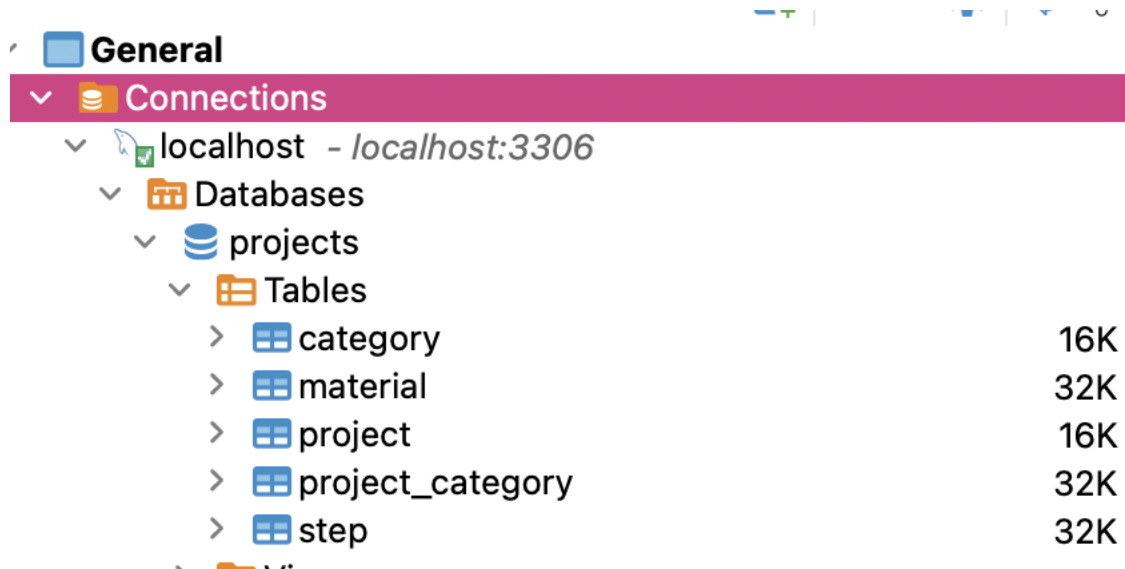 General
Connections
localhost - localhost:3306
Databases
projects
Tables
category 16K
material 32K
project 16K
project_category 32K
step 32K